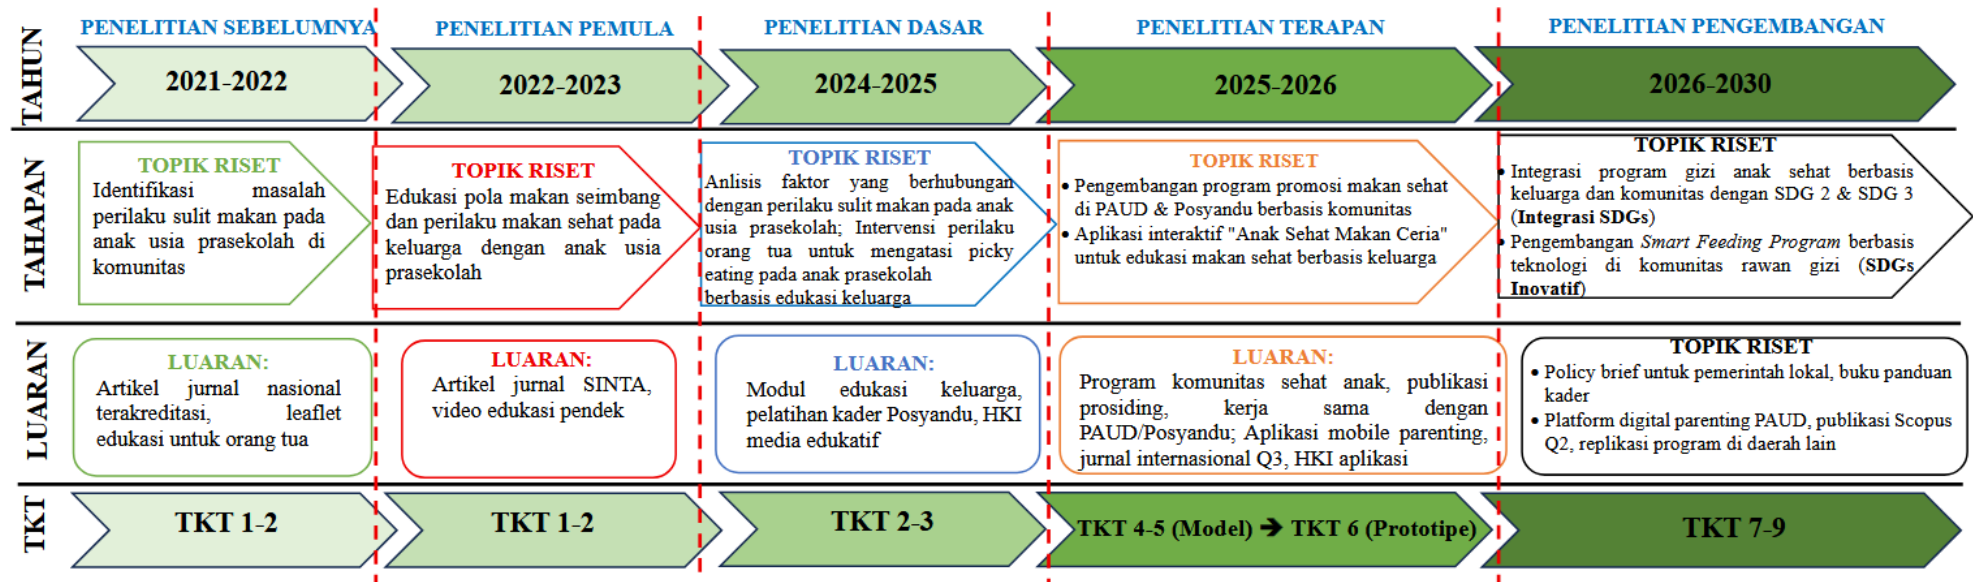 PENELITIAN SEBELUMNYA
PENELITIAN PEMULA
PENELITIAN DASAR
PENELITIAN TERAPAN
PENELITIAN PENGEMBANGAN
TAHUN
2021-2022
2022-2023
2024-2025
2025-2026
2026-2030
TAHAPAN
TOPIK RISET
Identifikasi masalah
perilaku sulit makan pada
anak usia prasekolah di
komunitas
TOPIK RISET
Edukasi pola makan seimbang
dan perilaku makan sehat pada
keluarga dengan anak usia
prasekolah
TOPIK RISET
Anlisis faktor yang berhubungan
dengan perilaku sulit makan pada anak
usia prasekolah; Intervensi perilaku
orang tua untuk mengatasi picky
eating pada anak prasekolah
berbasis edukasi keluarga
TOPIK RISET
• Pengembangan program promosi makan sehat
di PAUD & Posyandu berbasis komunitas
• Aplikasi interaktif "Anak Sehat Makan Ceria"
untuk edukasi makan sehat berbasis keluarga
TOPIK RISET
• Integrasi program gizi anak sehat berbasis
keluarga dan komunitas dengan SDG 2 & SDG 3
(Integrasi SDGs)
• Pengembangan Smart Feeding Program berbasis
teknologi di komunitas rawan gizi (SDGs
Inovatif)
LUARAN
LUARAN:
Artikel jurnal nasional
terakreditasi, leaflet
edukasi untuk orang tua
LUARAN:
Artikel jurnal SINTA,
video edukasi pendek
LUARAN:
Modul edukasi keluarga,
pelatihan kader Posyandu, HKI
media edukatif
LUARAN:
Program komunitas sehat anak, publikasi
prosiding, kerja sama dengan
PAUD/Posyandu; Aplikasi mobile parenting,
jurnal internasional Q3, HKI aplikasi
TOPIK RISET
• Policy brief untuk pemerintah lokal, buku panduan
kader
• Platform digital parenting PAUD, publikasi Scopus
Q2, replikasi program di daerah lain
TKT
TKT 1-2
TKT 1-2
TKT 2-3
TKT 4-5 (Model) ➔ TKT 6 (Prototipe)
TKT 7-9